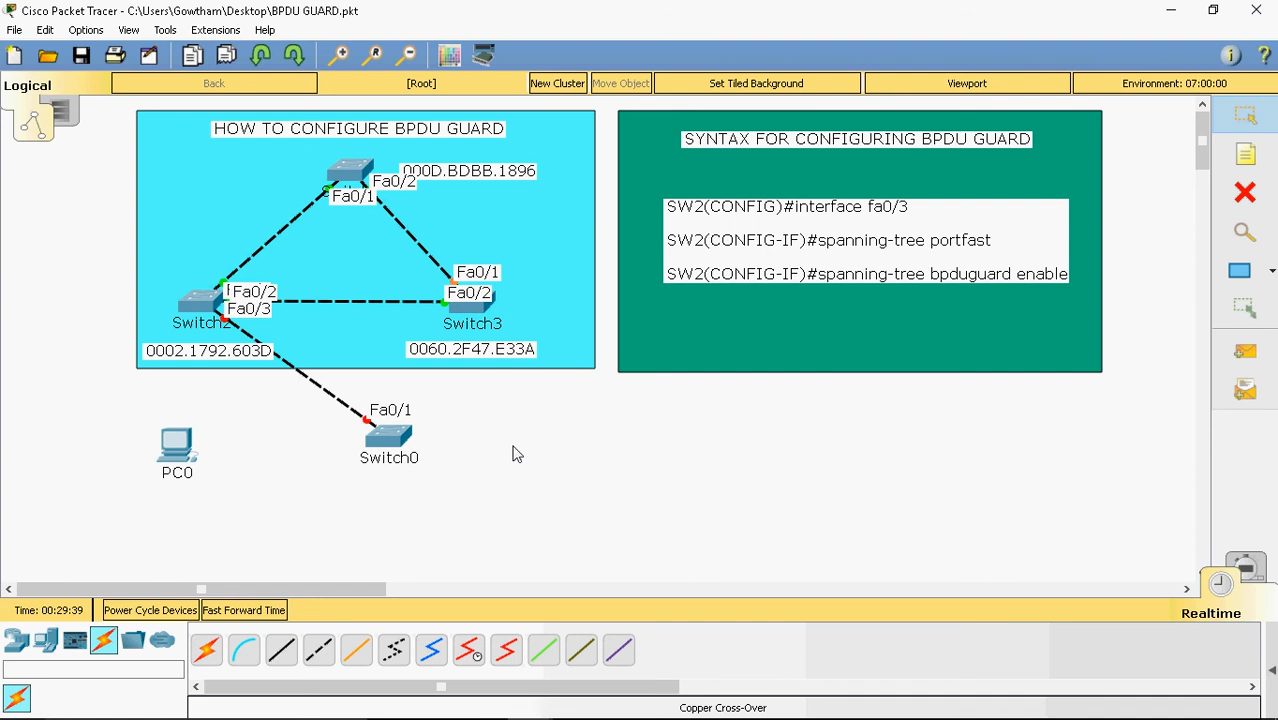 Cisco Packet Tracer - C:\Users\Gowtham\Desktop\BPDU GUARD.pkt
File Edit Options View Tools Extensions Help
Logical
Back
[Root]
New Cluster
Move Object
Set Tiled Background
Viewport
Environment: 07:00:00
HOW TO CONFIGURE BPDU GUARD
000D.BDBB.1896
Fa0/2
Fa0/1
Fa0/1
Fa0/2
Fa0/2
Fa0/3
Switch2
Switch3
0002.1792.603D
0060.2F47.E33A
Fa0/1
Switch0
PC0
SYNTAX FOR CONFIGURING BPDU GUARD
SW2(CONFIG)#interface fa0/3
SW2(CONFIG-IF)#spanning-tree portfast
SW2(CONFIG-IF)#spanning-tree bpduguard enable
Time: 00:29:39
Power Cycle Devices
Fast Forward Time
Realtime
Copper Cross-Over